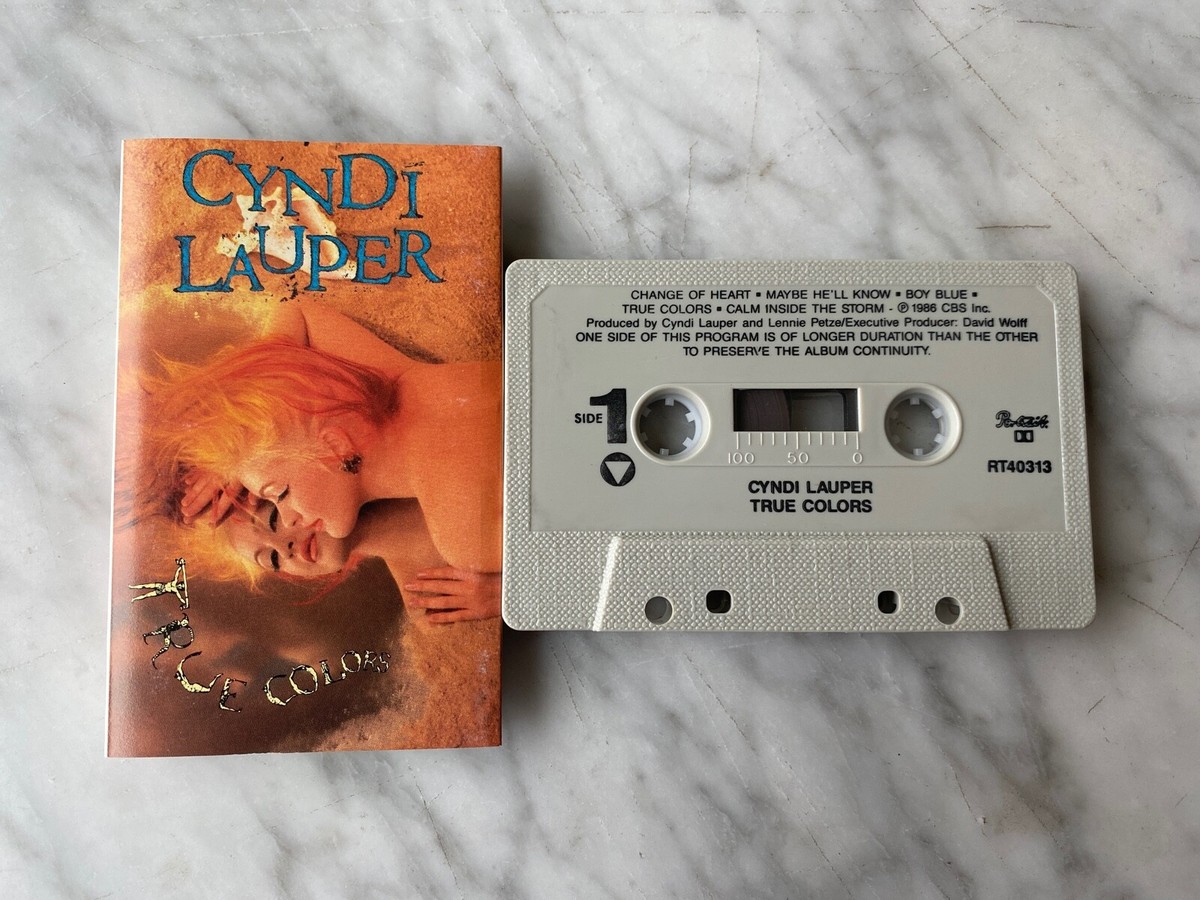 CYNDI
LAUPER
TRUE COLORS
CHANGE OF HEART ▪ MAYBE HE'LL KNOW ▪ BOY BLUE ▪
TRUE COLORS ▪ CALM INSIDE THE STORM - ℗ 1986 CBS Inc.
Produced by Cyndi Lauper and Lennie Petze/Executive Producer: David Wolff
ONE SIDE OF THIS PROGRAM IS OF LONGER DURATION THAN THE OTHER
TO PRESERVE THE ALBUM CONTINUITY.
SIDE 1
100 50 0
Portrait
RT40313
CYNDI LAUPER
TRUE COLORS